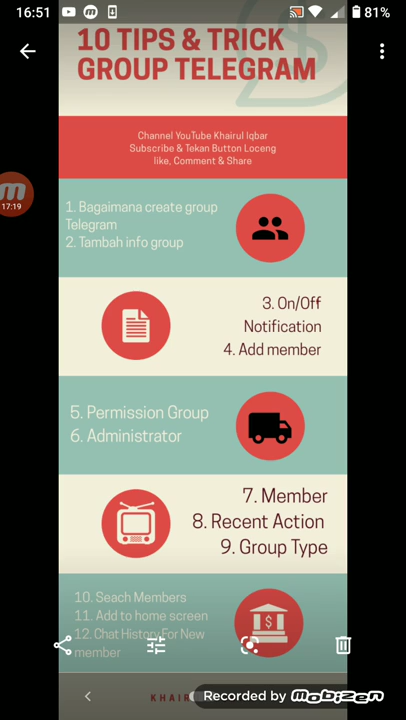 16:51
81%
10 TIPS & TRICK
GROUP TELEGRAM
Channel YouTube Khairul Iqbar
Subscribe & Tekan Button Loceng
like, Comment & Share
17:19
1. Bagaimana create group
Telegram
2. Tambah info group
3. On/Off
Notification
4. Add member
5. Permission Group
6. Administrator
7. Member
8. Recent Action
9. Group Type
10. Seach Members
11. Add to home screen
12. Chat History For New
member
KHAIR
Recorded by MOBIZEN